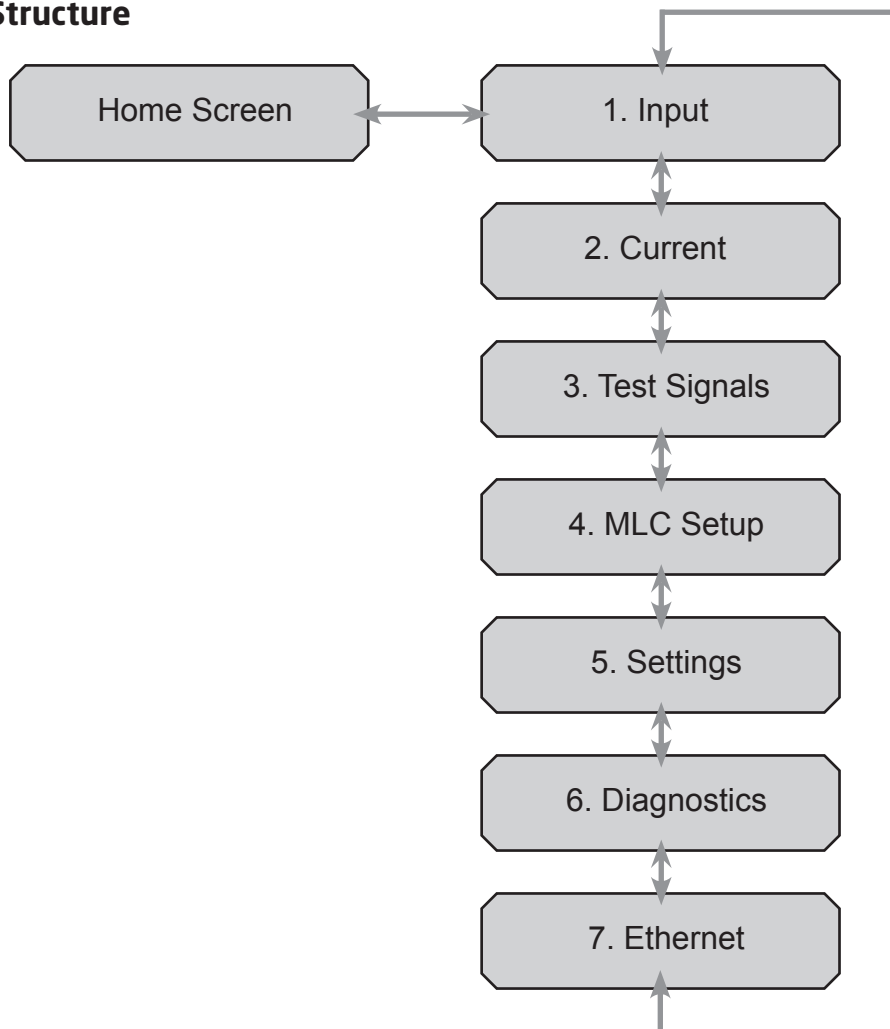 Structure
Home Screen
1. Input
2. Current
3. Test Signals
4. MLC Setup
5. Settings
6. Diagnostics
7. Ethernet